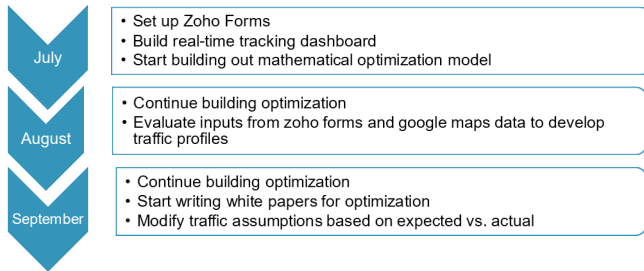 July
• Set up Zoho Forms
• Build real-time tracking dashboard
• Start building out mathematical optimization model
August
• Continue building optimization
• Evaluate inputs from zoho forms and google maps data to develop
traffic profiles
September
• Continue building optimization
• Start writing white papers for optimization
• Modify traffic assumptions based on expected vs. actual